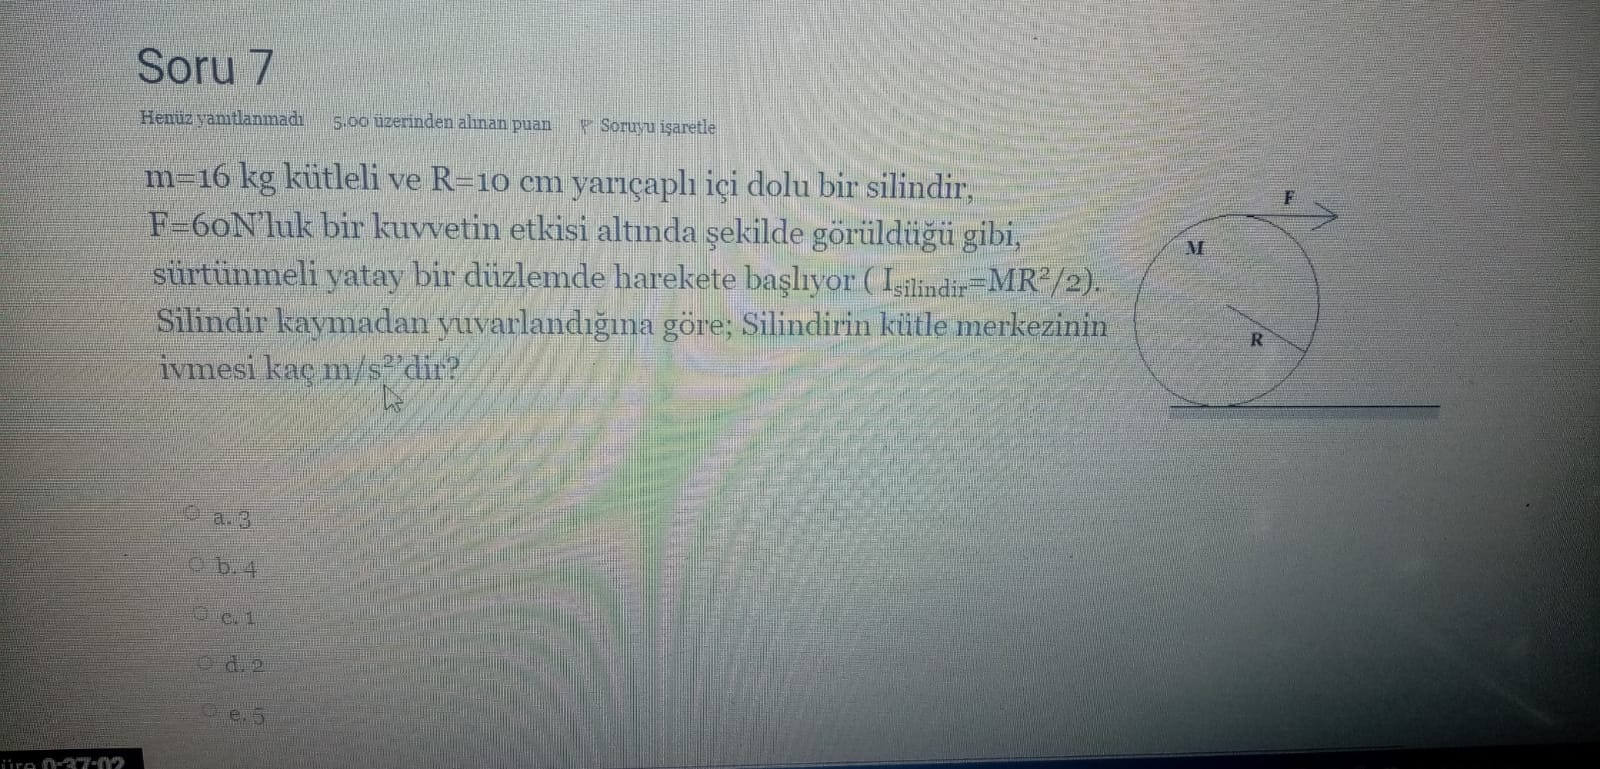 Soru 7
Henüz yanıtlanmadı 5,00 üzerinden alınan puan Soruyu işaretle
m=16 kg kütleli ve R=10 cm yarıçaplı içi dolu bir silindir,
F=60N'luk bir kuvvetin etkisi altında şekilde görüldüğü gibi,
sürtünmeli yatay bir düzlemde harekete başlıyor ( Isilindir=MR²/2).
Silindir kaymadan yuvarlandığına göre; Silindirin kütle merkezinin
ivmesi kaç m/s²'dir?
F
M
R
a. 3
b. 4
c. 1
d. 2
e. 5
0:37:02